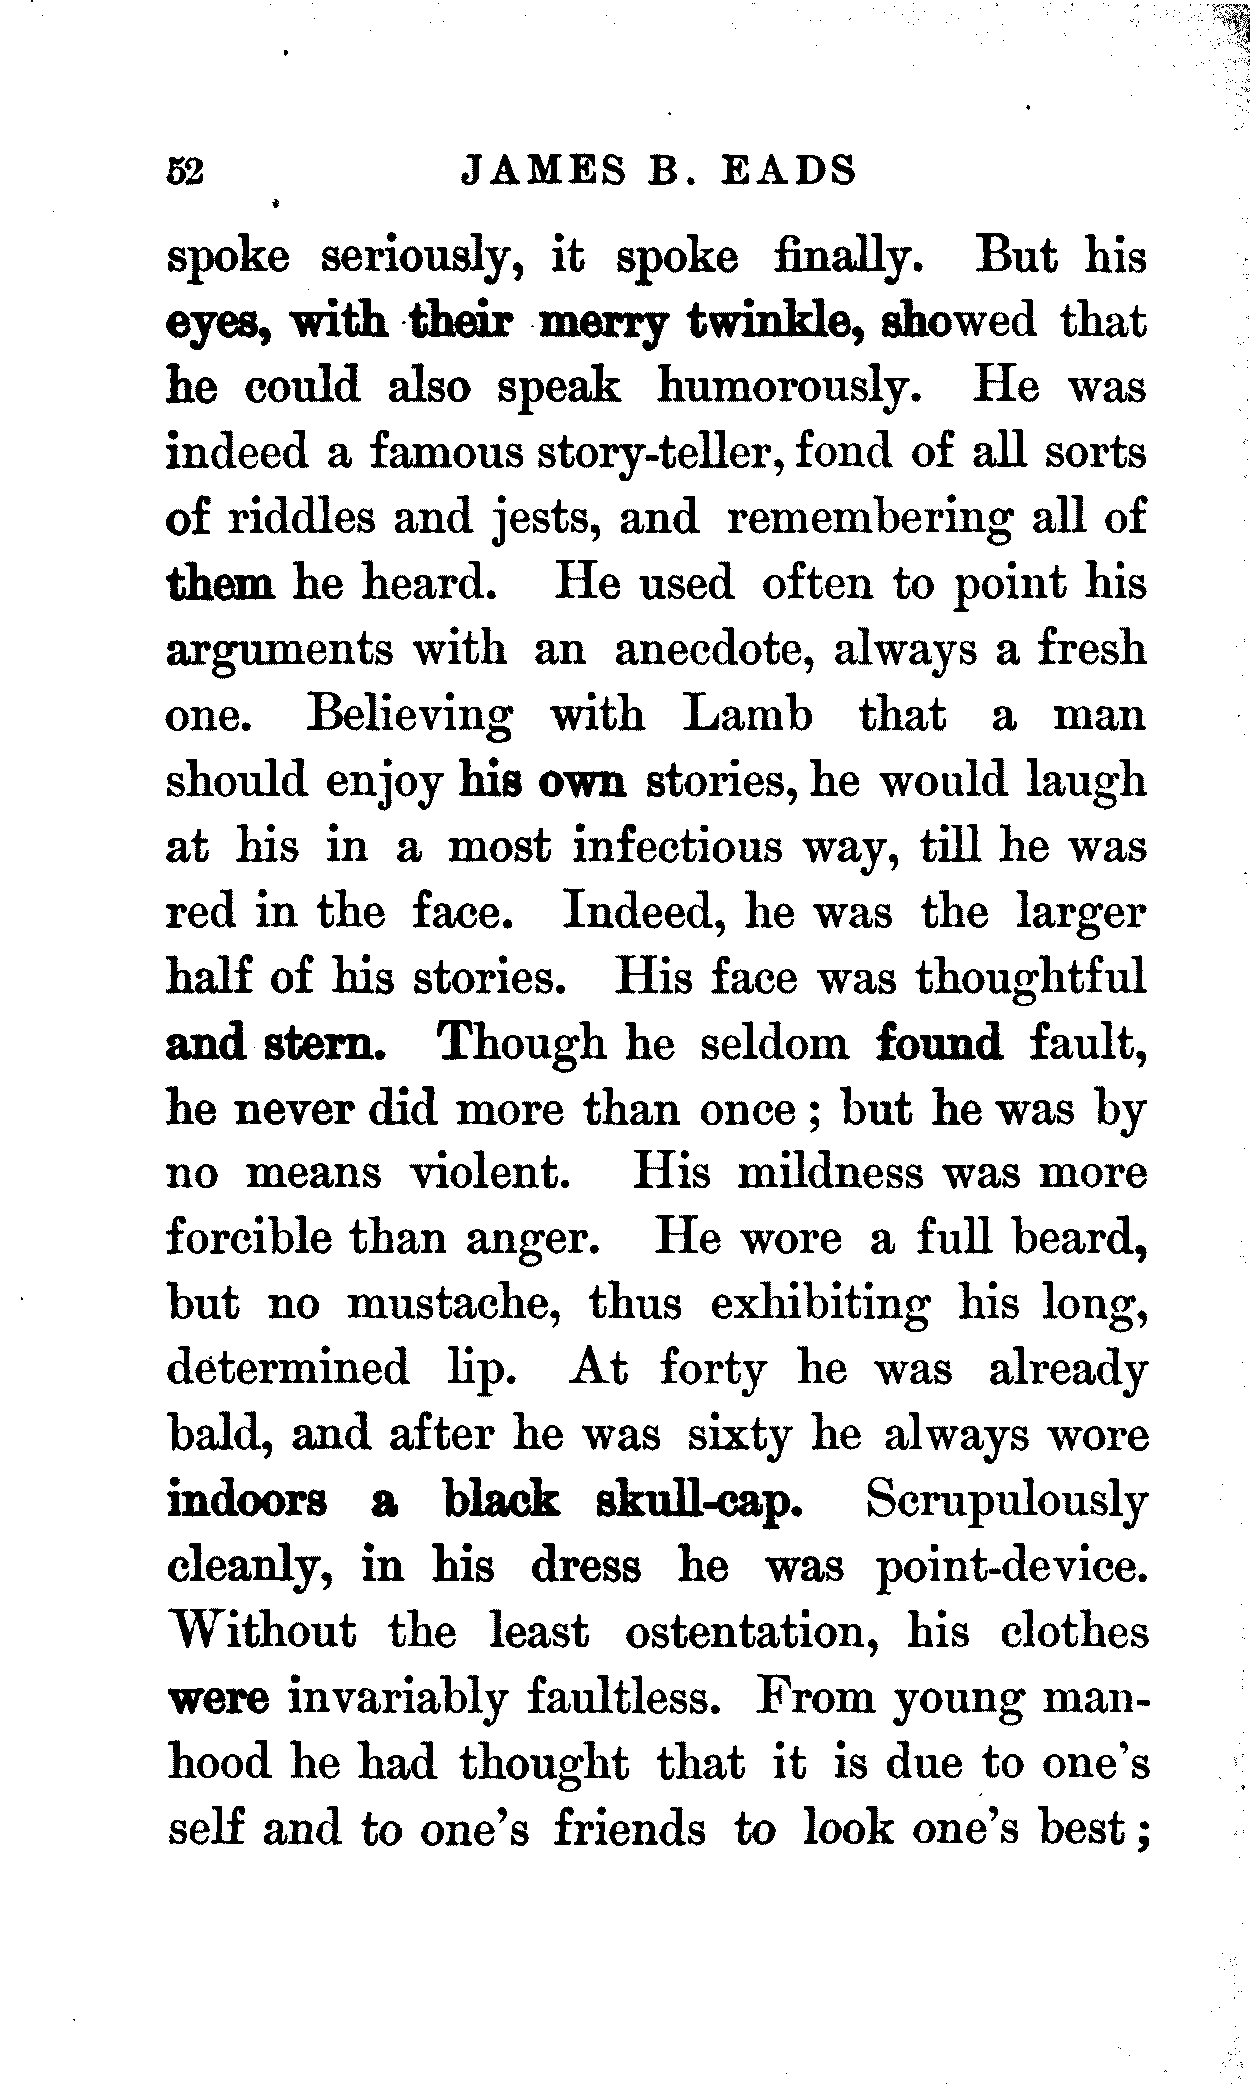 52 JAMES B. EADS
spoke seriously, it spoke finally. But his
eyes, with their merry twinkle, showed that
he could also speak humorously. He was
indeed a famous story-teller, fond of all sorts
of riddles and jests, and remembering all of
them he heard. He used often to point his
arguments with an anecdote, always a fresh
one. Believing with Lamb that a man
should enjoy his own stories, he would laugh
at his in a most infectious way, till he was
red in the face. Indeed, he was the larger
half of his stories. His face was thoughtful
and stern. Though he seldom found fault,
he never did more than once ; but he was by
no means violent. His mildness was more
forcible than anger. He wore a full beard,
but no mustache, thus exhibiting his long,
determined lip. At forty he was already
bald, and after he was sixty he always wore
indoors a black skull-cap. Scrupulously
cleanly, in his dress he was point-device.
Without the least ostentation, his clothes
were invariably faultless. From young man-
hood he had thought that it is due to one's
self and to one's friends to look one's best ;